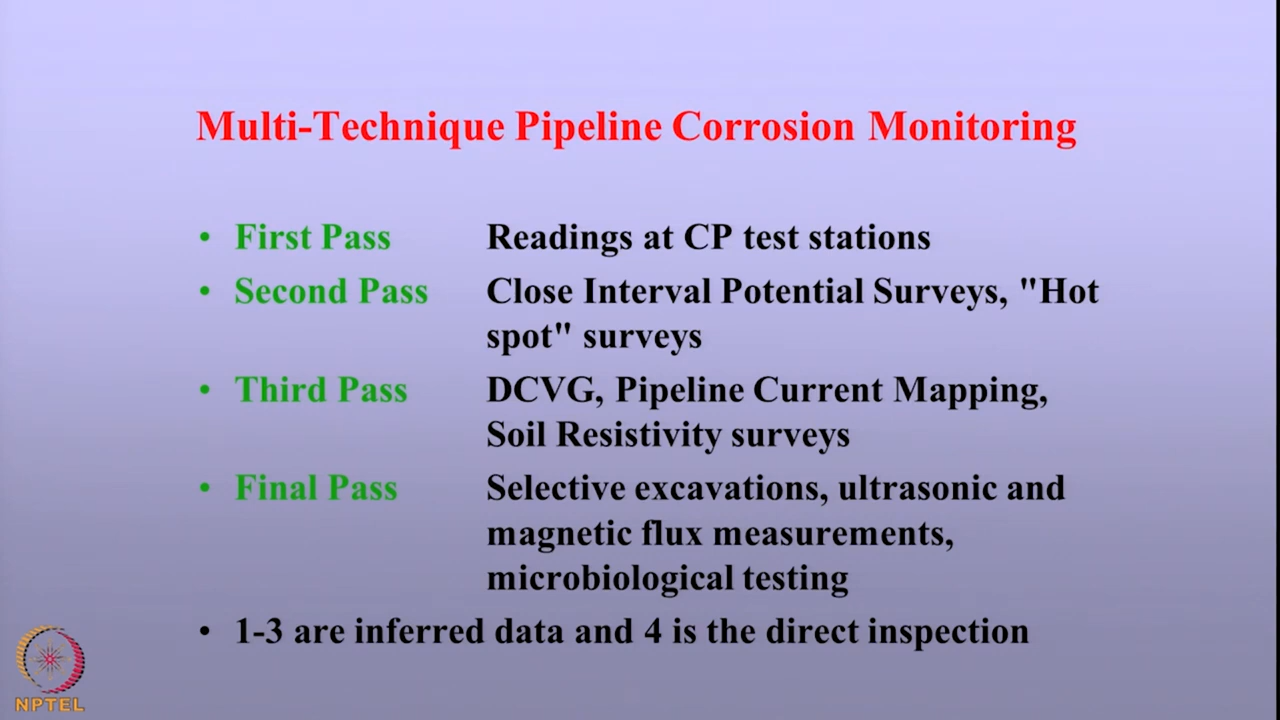 Multi-Technique Pipeline Corrosion Monitoring
• First Pass Readings at CP test stations
• Second Pass Close Interval Potential Surveys, "Hot
spot" surveys
• Third Pass DCVG, Pipeline Current Mapping,
Soil Resistivity surveys
• Final Pass Selective excavations, ultrasonic and
magnetic flux measurements,
microbiological testing
• 1-3 are inferred data and 4 is the direct inspection
NPTEL